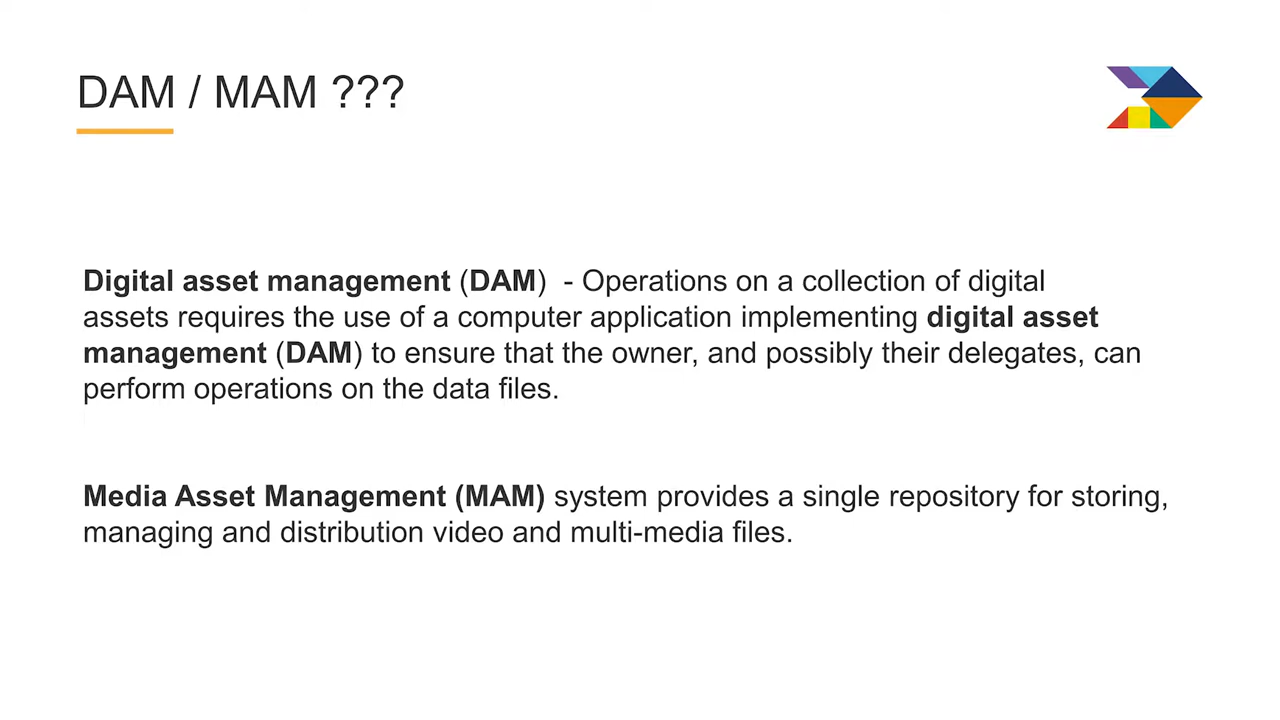 DAM / MAM ???
Digital asset management (DAM)  - Operations on a collection of digital
assets requires the use of a computer application implementing digital asset
management (DAM) to ensure that the owner, and possibly their delegates, can
perform operations on the data files.
Media Asset Management (MAM) system provides a single repository for storing,
managing and distribution video and multi-media files.